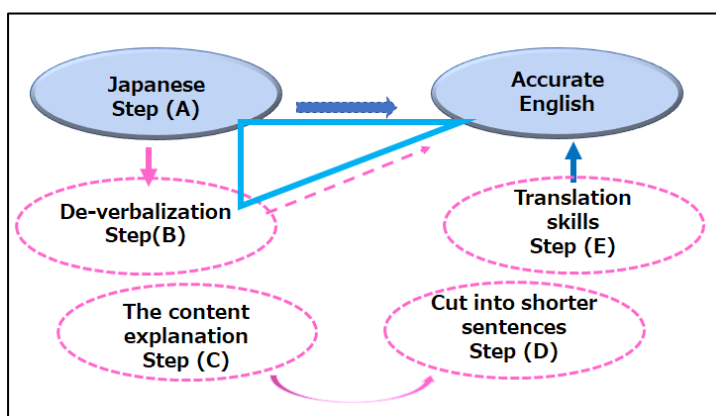 Japanese
Step (A)
Accurate
English
De-verbalization
Step(B)
Translation
skills
Step (E)
The content
explanation
Step (C)
Cut into shorter
sentences
Step (D)